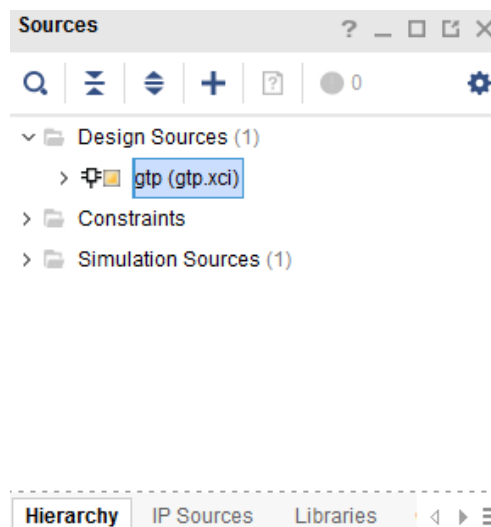 Sources
0
Design Sources (1)
gtp (gtp.xci)
Constraints
Simulation Sources (1)
Hierarchy IP Sources Libraries